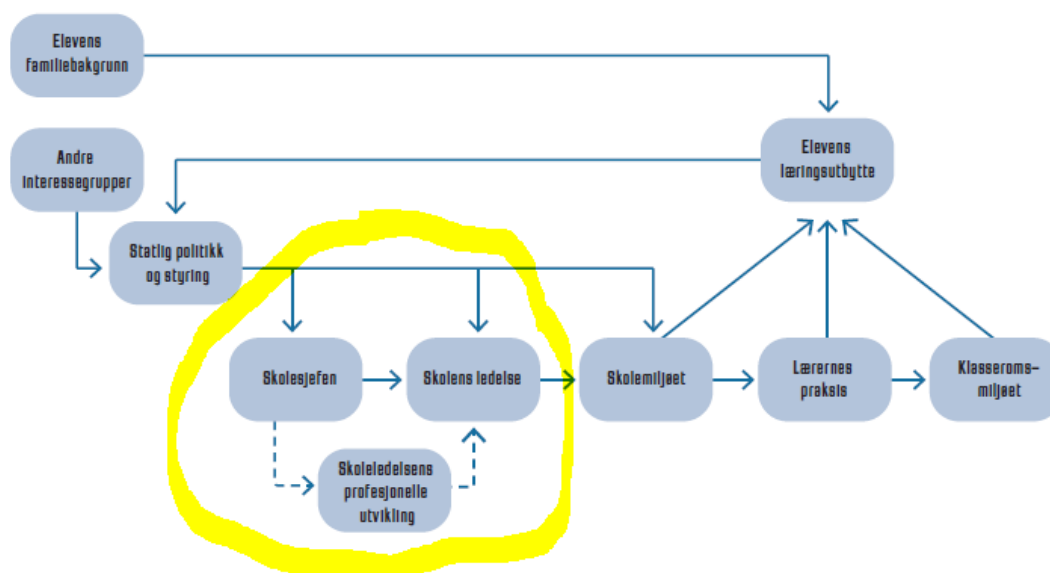 Elevens
familiebakgrunn
Andre
interessegrupper
Elevens
læringsutbytte
Statlig politikk
og styring
Skolesjefen
Skolens ledelse
Skolemiljøet
Lærernes
praksis
Klasseroms-
miljøet
Skoleledelsens
profesjonelle
utvikling